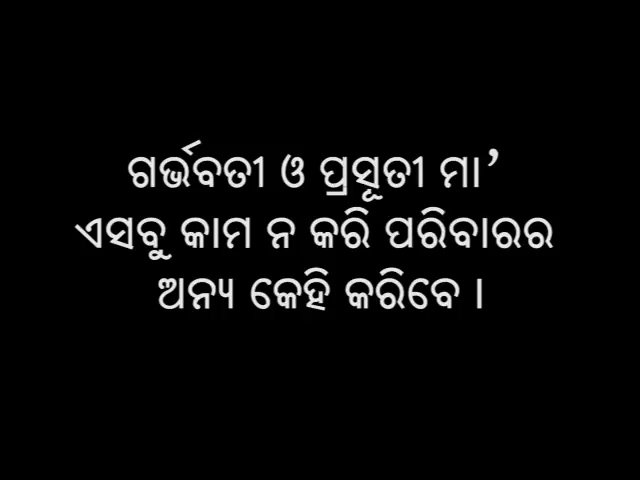 ଗର୍ଭବତୀ ଓ ପ୍ରସୂତୀ ମା’
ଏସବୁ କାମ ନ କରି ପରିବାରର
ଅନ୍ୟ କେହି କରିବେ ।